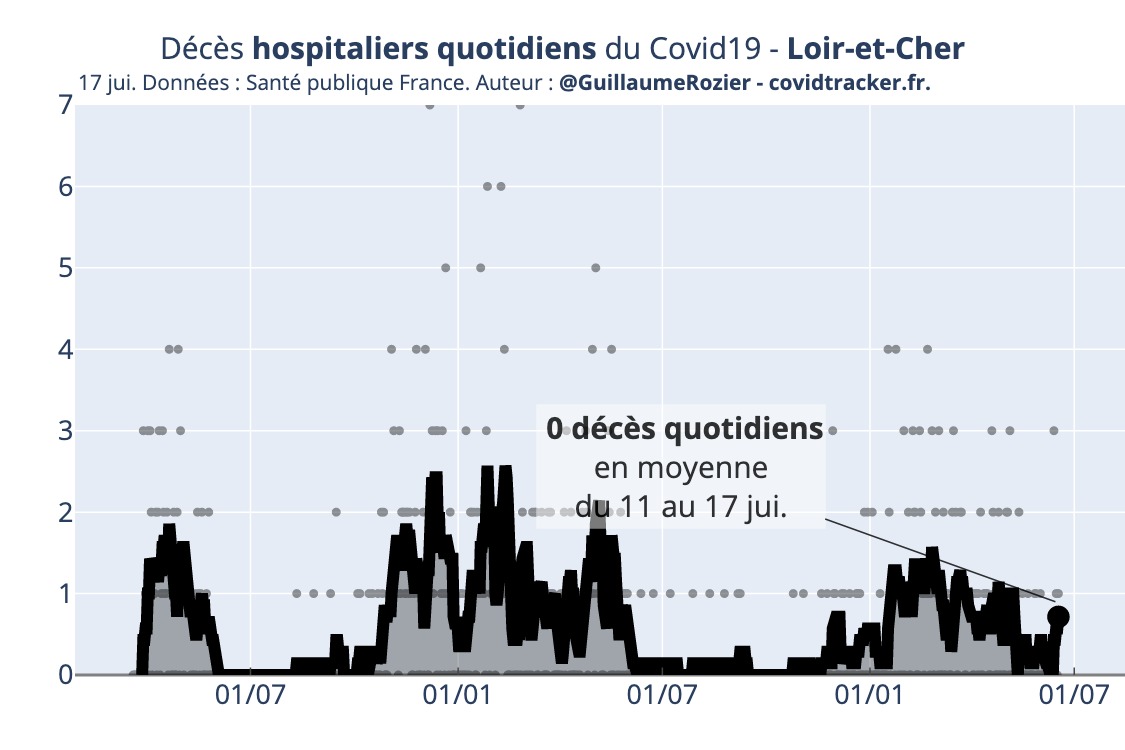 Décès hospitaliers quotidiens du Covid19 - Loir-et-Cher
17 jui. Données : Santé publique France. Auteur : @GuillaumeRozier - covidtracker.fr.
7
6
5
4
3
2
1
0
0 décès quotidiens
en moyenne
du 11 au 17 jui.
01/07 01/01 01/07 01/01 01/07